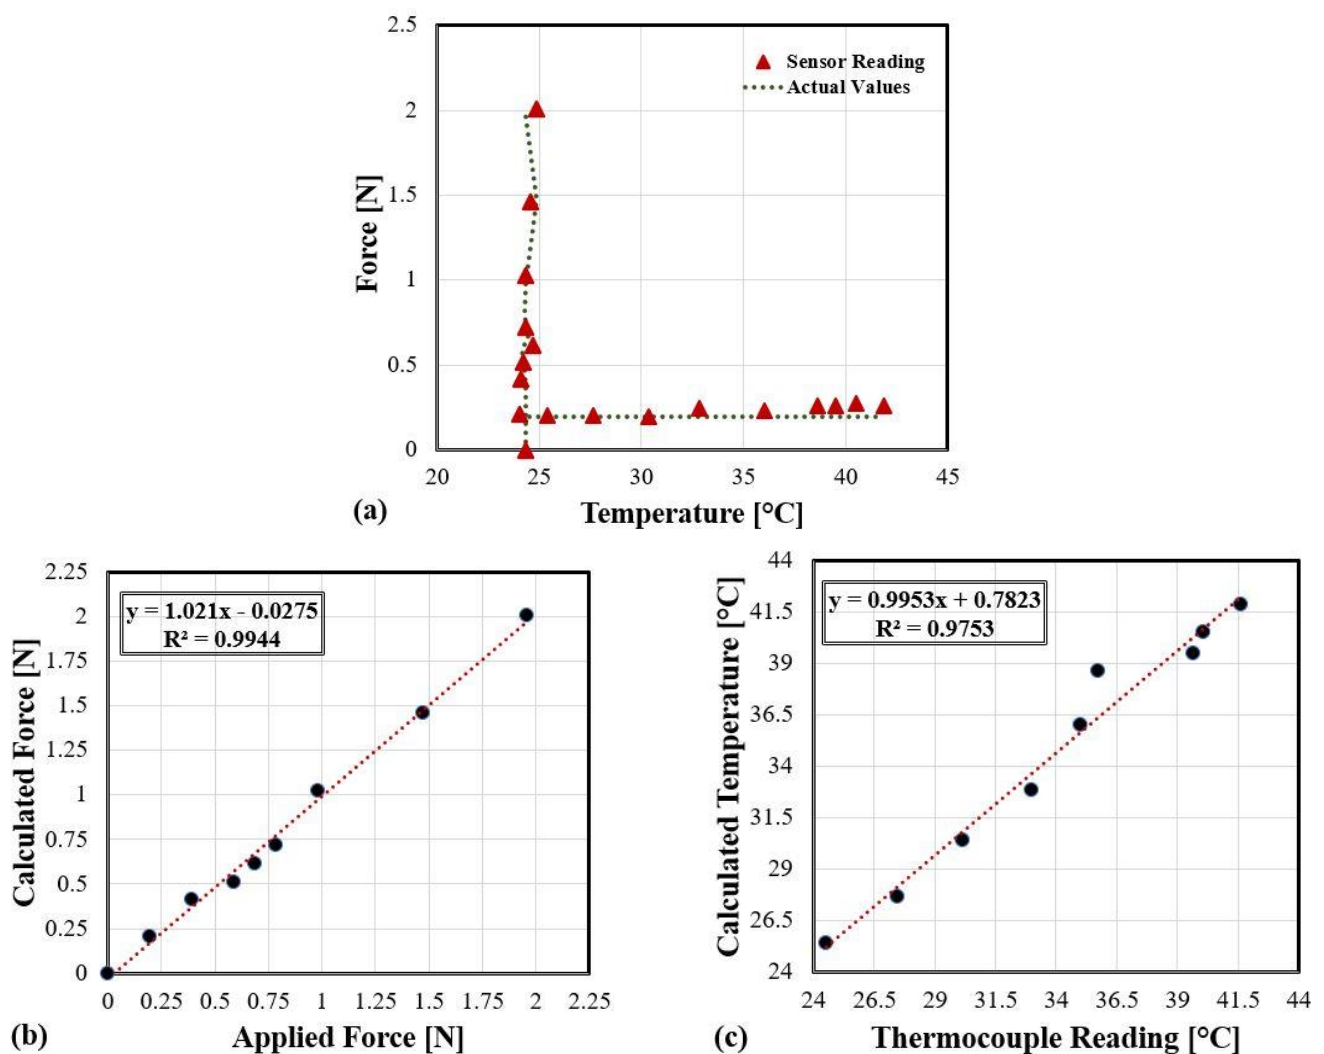 2.5
Sensor Reading
Actual Values
2
1.5
Force [N]
1
0.5
0
20 25 30 35 40 45
(a) Temperature [°C]
2.25
y = 1.021x - 0.0275
R² = 0.9944
2
1.75
1.5
1.25
Calculated Force [N]
1
0.75
0.5
0.25
0
0 0.25 0.5 0.75 1 1.25 1.5 1.75 2 2.25
(b) Applied Force [N]
44
y = 0.9953x + 0.7823
R² = 0.9753
41.5
39
36.5
Calculated Temperature [°C]
34
31.5
29
26.5
24
24 26.5 29 31.5 34 36.5 39 41.5 44
(c) Thermocouple Reading [°C]